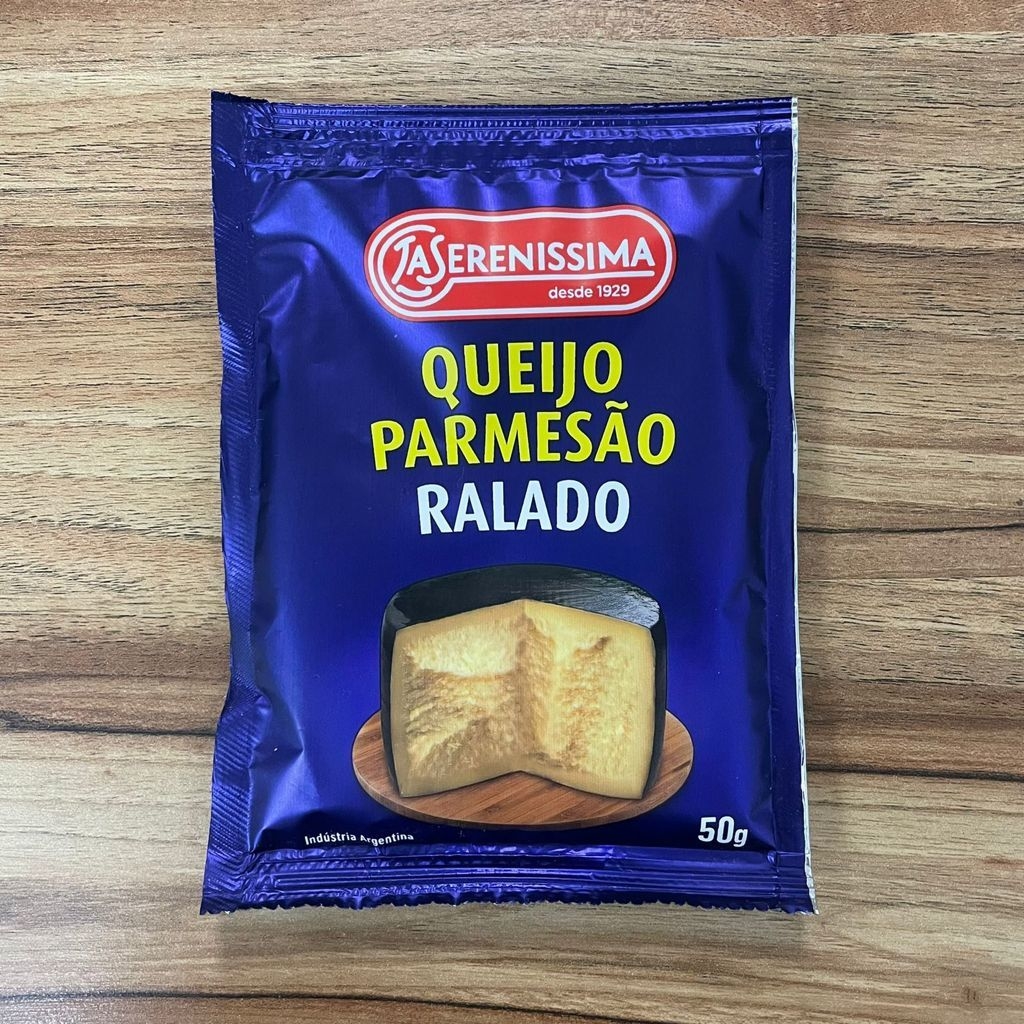 LASERENISSIMA
desde 1929
QUEIJO
PARMESÃO
RALADO
Indústria Argentina
50g